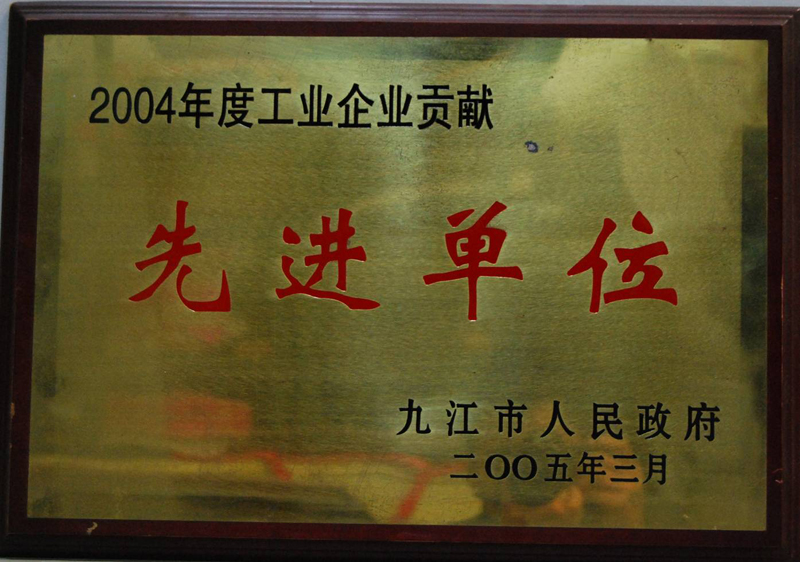 2004年度工业企业贡献
先进单位
九江市人民政府
二OO五年三月